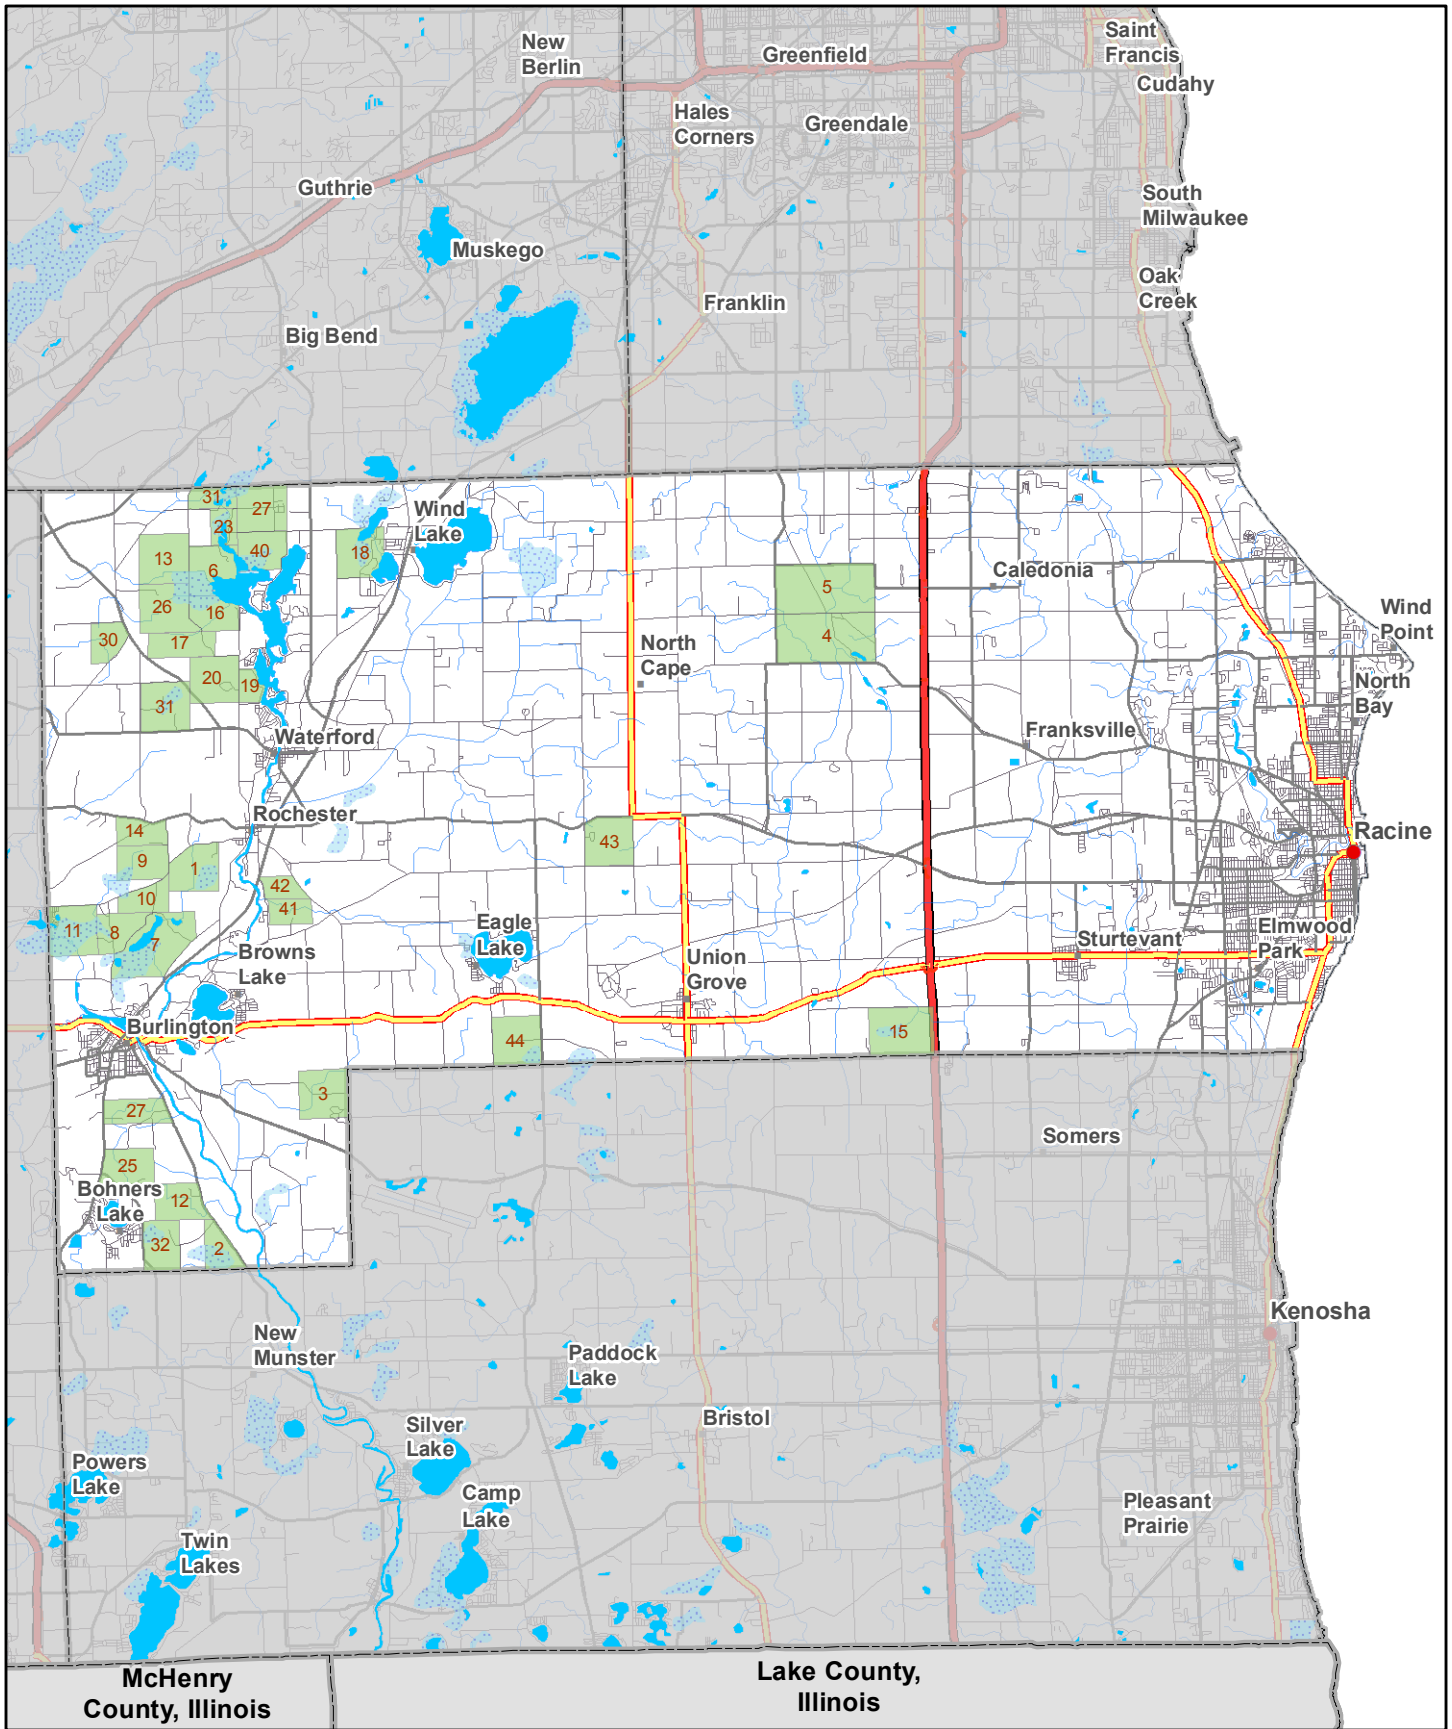 New
Berlin
Greenfield
Saint
Francis
Cudahy
Hales
Corners
Greendale
Guthrie
South
Milwaukee
Muskego
Oak
Creek
Franklin
Big Bend
31
27
23
Wind
Lake
13
40
18
6
Caledonia
5
26
16
Wind
Point
30
17
4
North
Cape
20
19
North
Bay
31
Waterford
Franksville
Rochester
14
Racine
43
9
1
42
10
41
11
8
7
Eagle
Lake
Elmwood
Park
Sturtevant
Browns
Lake
Union
Grove
Burlington
44
15
3
27
Somers
25
Bohners
Lake
12
32
2
Kenosha
New
Munster
Paddock
Lake
Bristol
Silver
Lake
Powers
Lake
Camp
Lake
Pleasant
Prairie
Twin
Lakes
McHenry
County, Illinois
Lake County,
Illinois